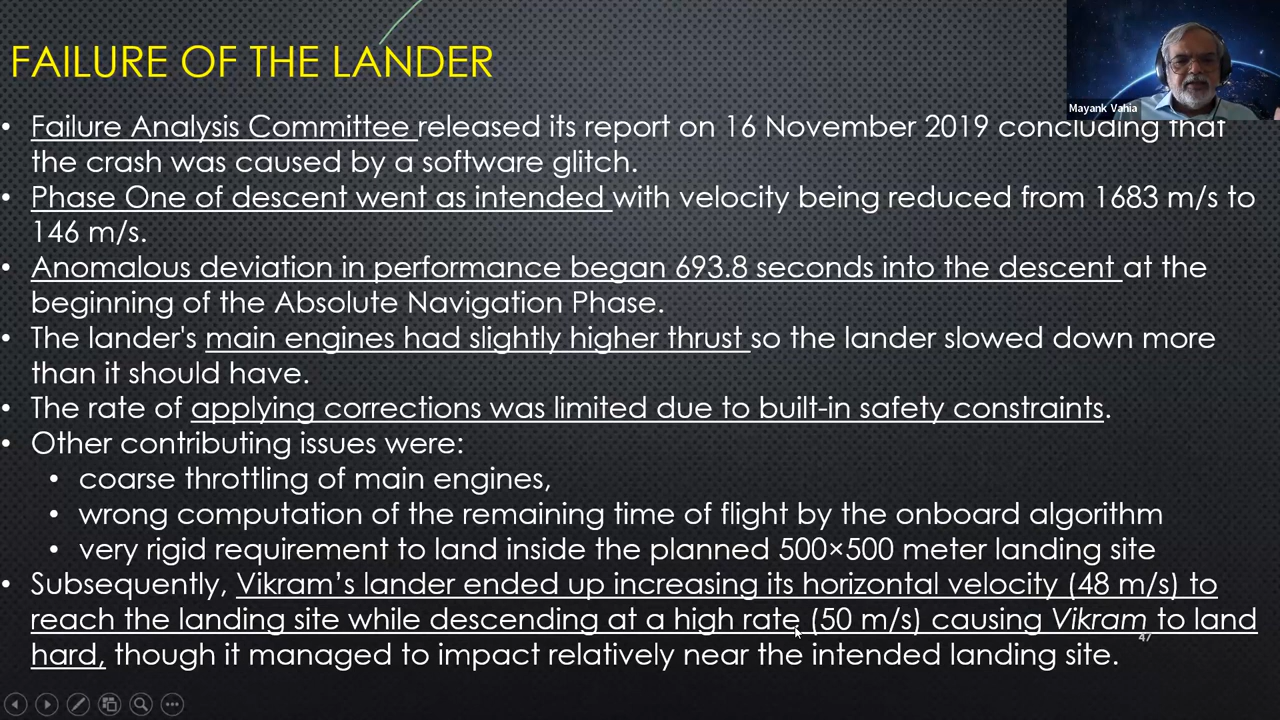 FAILURE OF THE LANDER
Mayank Vahia
• Failure Analysis Committee released its report on 16 November 2019 concluding that
the crash was caused by a software glitch.
• Phase One of descent went as intended with velocity being reduced from 1683 m/s to
146 m/s.
• Anomalous deviation in performance began 693.8 seconds into the descent at the
beginning of the Absolute Navigation Phase.
• The lander's main engines had slightly higher thrust so the lander slowed down more
than it should have.
• The rate of applying corrections was limited due to built-in safety constraints.
• Other contributing issues were:
• coarse throttling of main engines,
• wrong computation of the remaining time of flight by the onboard algorithm
• very rigid requirement to land inside the planned 500×500 meter landing site
• Subsequently, Vikram’s lander ended up increasing its horizontal velocity (48 m/s) to
reach the landing site while descending at a high rate (50 m/s) causing Vikram to land
hard, though it managed to impact relatively near the intended landing site.
47